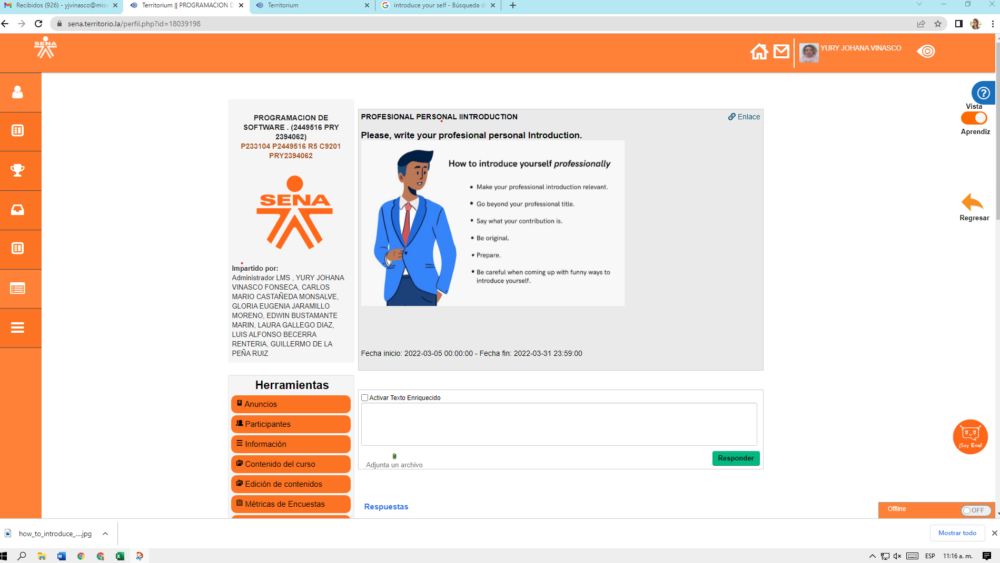 Recibidos (926) - yjvinasco@mise
Territorium || PROGRAMACION D
Territorium
introduce your self - Búsqueda d
sena.territorio.la/perfil.php?id=18039198
SENA
YURY JOHANA VINASCO
Vista
Aprendiz
Regresar
PROGRAMACION DE
SOFTWARE . (2449516 PRY
2394062)
P233104 P2449516 R5 C9201
PRY2394062
SENA
Impartido por:
Administrador LMS , YURY JOHANA
VINASCO FONSECA, CARLOS
MARIO CASTAÑEDA MONSALVE,
GLORIA EUGENIA JARAMILLO
MORENO, EDWIN BUSTAMANTE
MARIN, LAURA GALLEGO DIAZ,
LUIS ALFONSO BECERRA
RENTERIA, GUILLERMO DE LA
PEÑA RUIZ
PROFESIONAL PERSONAL IINTRODUCTION
Enlace
Please, write your profesional personal Introduction.
How to introduce yourself professionally
• Make your professional introduction relevant.
• Go beyond your professional title.
• Say what your contribution is.
• Be original.
• Prepare.
• Be careful when coming up with funny ways to
introduce yourself.
Fecha inicio: 2022-03-05 00:00:00 - Fecha fin: 2022-03-31 23:59:00
Herramientas
Anuncios
Participantes
Información
Contenido del curso
Edición de contenidos
Métricas de Encuestas
Activar Texto Enriquecido
Adjunta un archivo
Responder
Respuestas
¡Soy Eva!
Offline
OFF
how_to_introduce_....jpg
Mostrar todo
ESP
11:16 a. m.